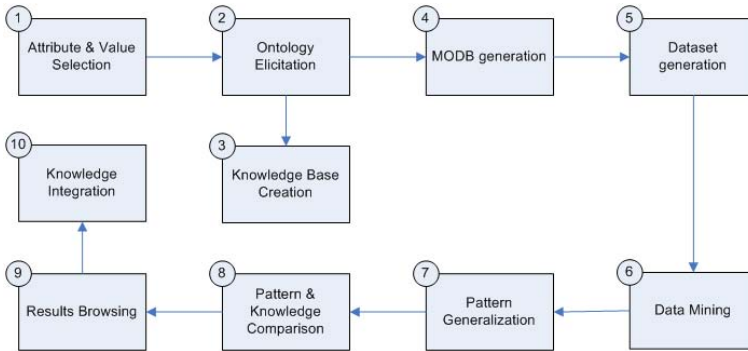 1
Attribute & Value
Selection
2
Ontology
Elicitation
4
MODB generation
5
Dataset
generation
10
Knowledge
Integration
3
Knowledge Base
Creation
9
Results Browsing
8
Pattern &
Knowledge
Comparison
7
Pattern
Generalization
6
Data Mining